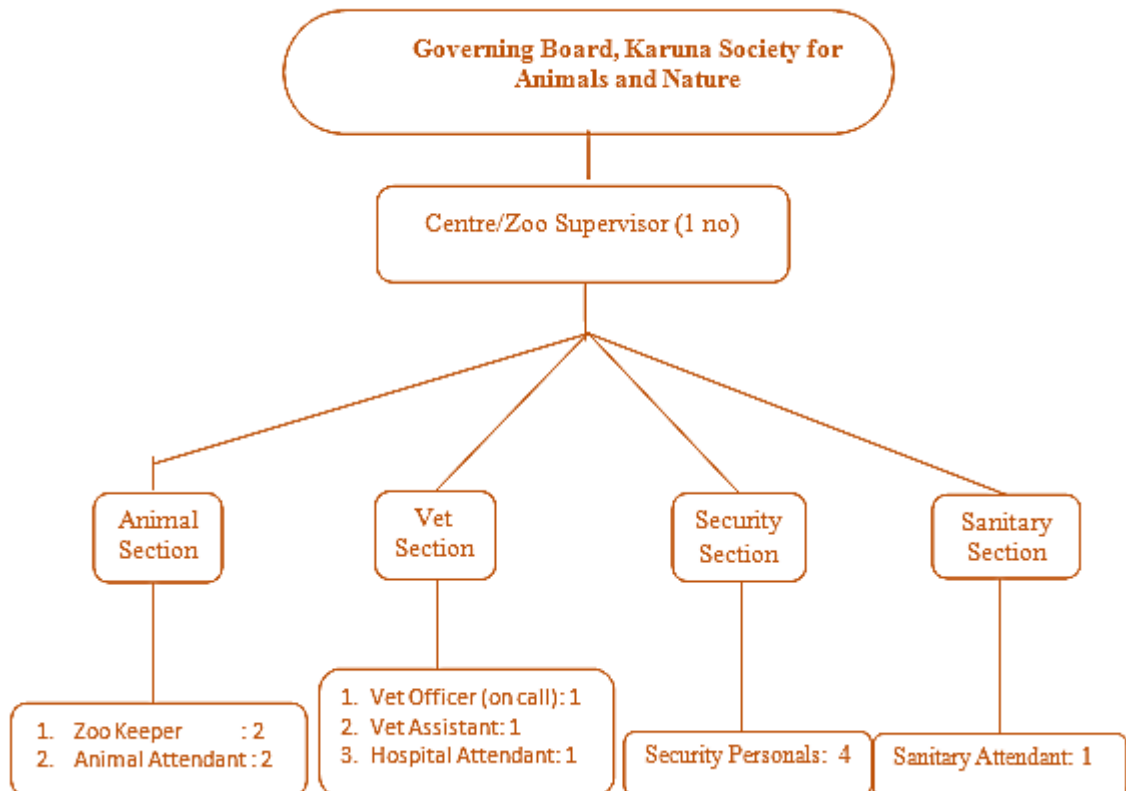 Governing Board, Karuna Society for
Animals and Nature
Centre/Zoo Supervisor (1 no)
Animal
Section
Vet
Section
Security
Section
Sanitary
Section
1. Zoo Keeper : 2
2. Animal Attendant : 2
1. Vet Officer (on call): 1
2. Vet Assistant: 1
3. Hospital Attendant: 1
Security Personals: 4
Sanitary Attendant: 1